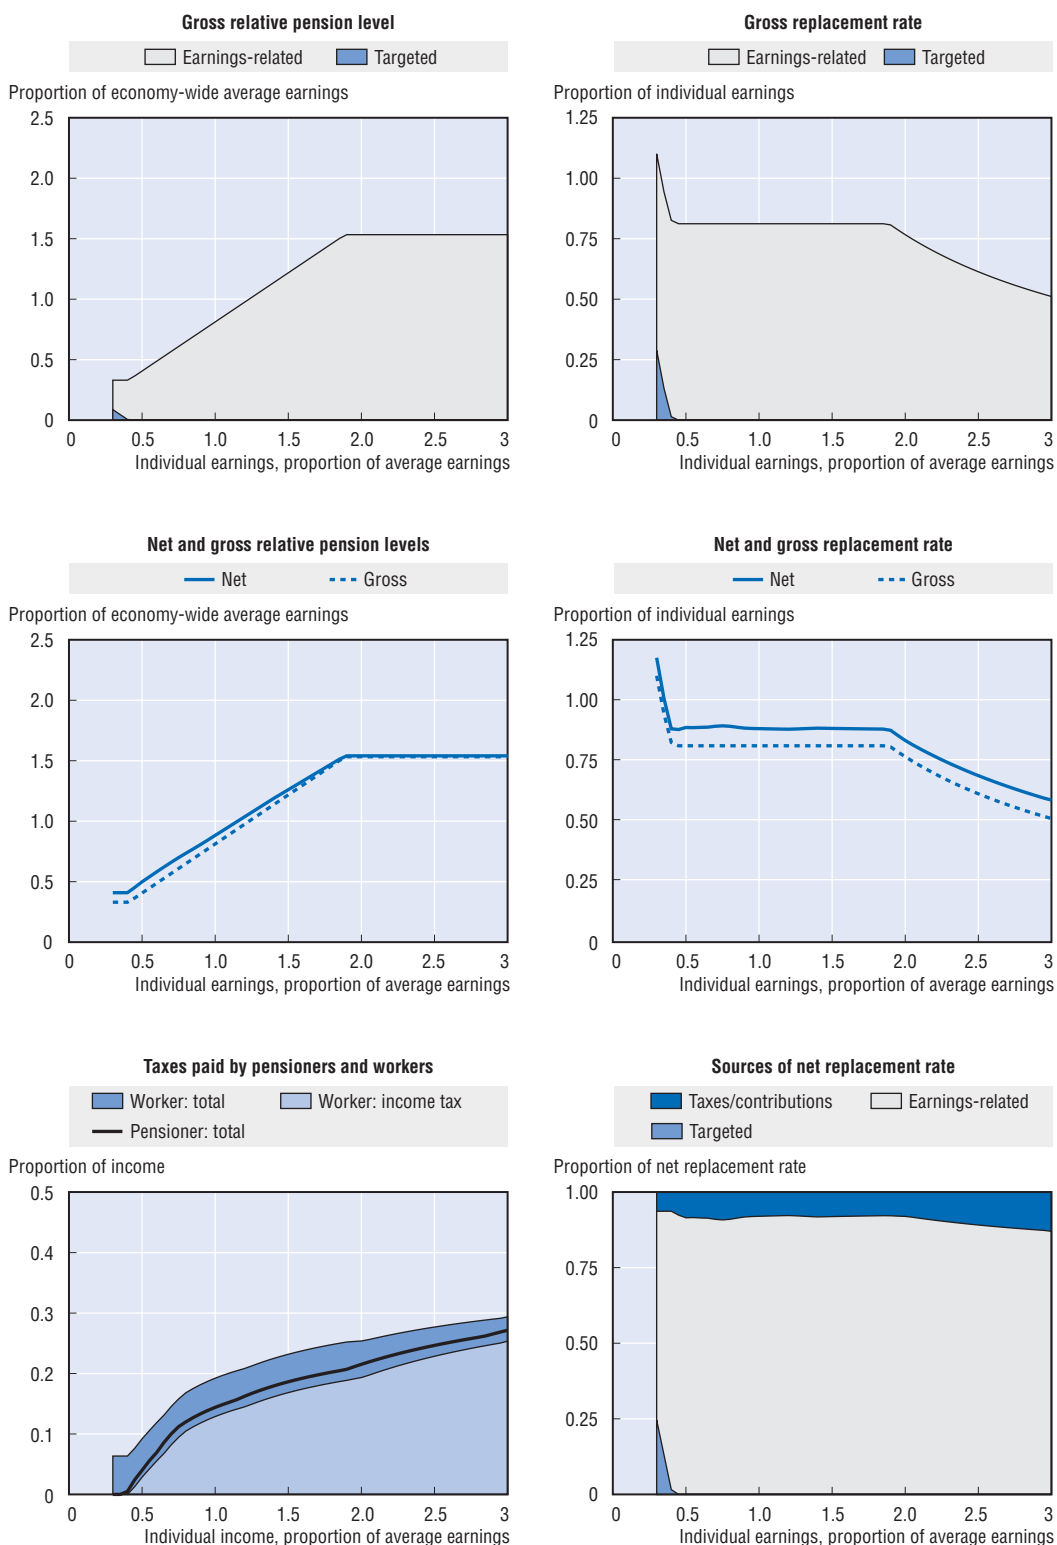 Gross relative pension level
Earnings-related Targeted
Proportion of economy-wide average earnings
2.5
2.0
1.5
1.0
0.5
0
0 0.5 1.0 1.5 2.0 2.5 3
Individual earnings, proportion of average earnings
Gross replacement rate
Earnings-related Targeted
Proportion of individual earnings
1.25
1.00
0.75
0.50
0.25
0
0 0.5 1.0 1.5 2.0 2.5 3
Individual earnings, proportion of average earnings
Net and gross relative pension levels
Net Gross
Proportion of economy-wide average earnings
2.5
2.0
1.5
1.0
0.5
0
0 0.5 1.0 1.5 2.0 2.5 3
Individual earnings, proportion of average earnings
Net and gross replacement rate
Net Gross
Proportion of individual earnings
1.25
1.00
0.75
0.50
0.25
0
0 0.5 1.0 1.5 2.0 2.5 3
Individual earnings, proportion of average earnings
Taxes paid by pensioners and workers
Worker: total Worker: income tax
Pensioner: total
Proportion of income
0.5
0.4
0.3
0.2
0.1
0
0 0.5 1.0 1.5 2.0 2.5 3
Individual income, proportion of average earnings
Sources of net replacement rate
Taxes/contributions Earnings-related
Targeted
Proportion of net replacement rate
1.00
0.75
0.50
0.25
0
0 0.5 1.0 1.5 2.0 2.5 3
Individual earnings, proportion of average earnings